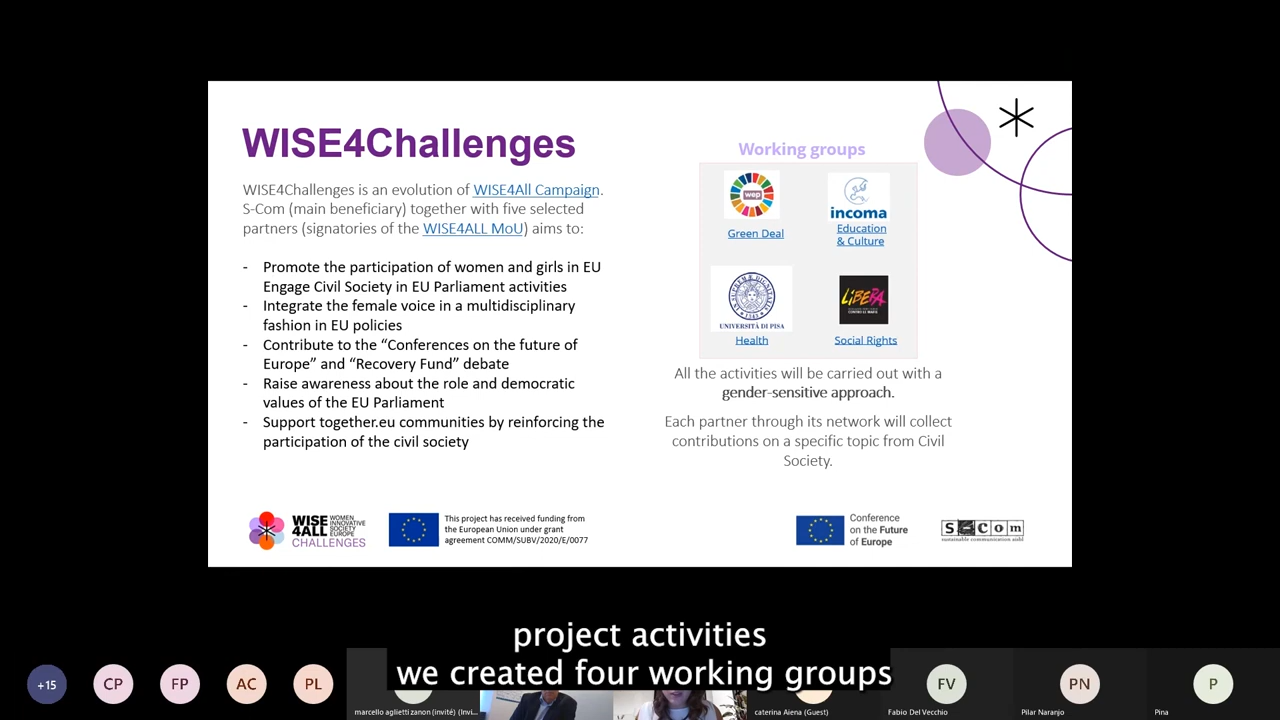 WISE4Challenges
WISE4Challenges is an evolution of WISE4All Campaign.
S-Com (main beneficiary) together with five selected
partners (signatories of the WISE4ALL MoU) aims to:
- Promote the participation of women and girls in EU
Engage Civil Society in EU Parliament activities
- Integrate the female voice in a multidisciplinary
fashion in EU policies
- Contribute to the “Conferences on the future of
Europe” and “Recovery Fund” debate
- Raise awareness about the role and democratic
values of the EU Parliament
- Support together.eu communities by reinforcing the
participation of the civil society
Working groups
wep
Green Deal
incoma
Education
& Culture
UNIVERSITÀ DI PISA
Health
LIBERA
Social Rights
All the activities will be carried out with a
gender-sensitive approach.
Each partner through its network will collect
contributions on a specific topic from Civil
Society.
WISE
4ALL
WOMEN
INNOVATIVE
SOCIETY
EUROPE
CHALLENGES
This project has received funding from
the European Union under grant
agreement COMM/SUBV/2020/E/0077
Conference
on the Future
of Europe
S Com
sustainable communication
project activities
we created four working groups
+15
CP
FP
AC
PL
FV
PN
P
marcello aglietti zanon (invité) (Invi...
caterina Aiena (Guest)
Fabio Del Vecchio
Pilar Naranjo
Pina